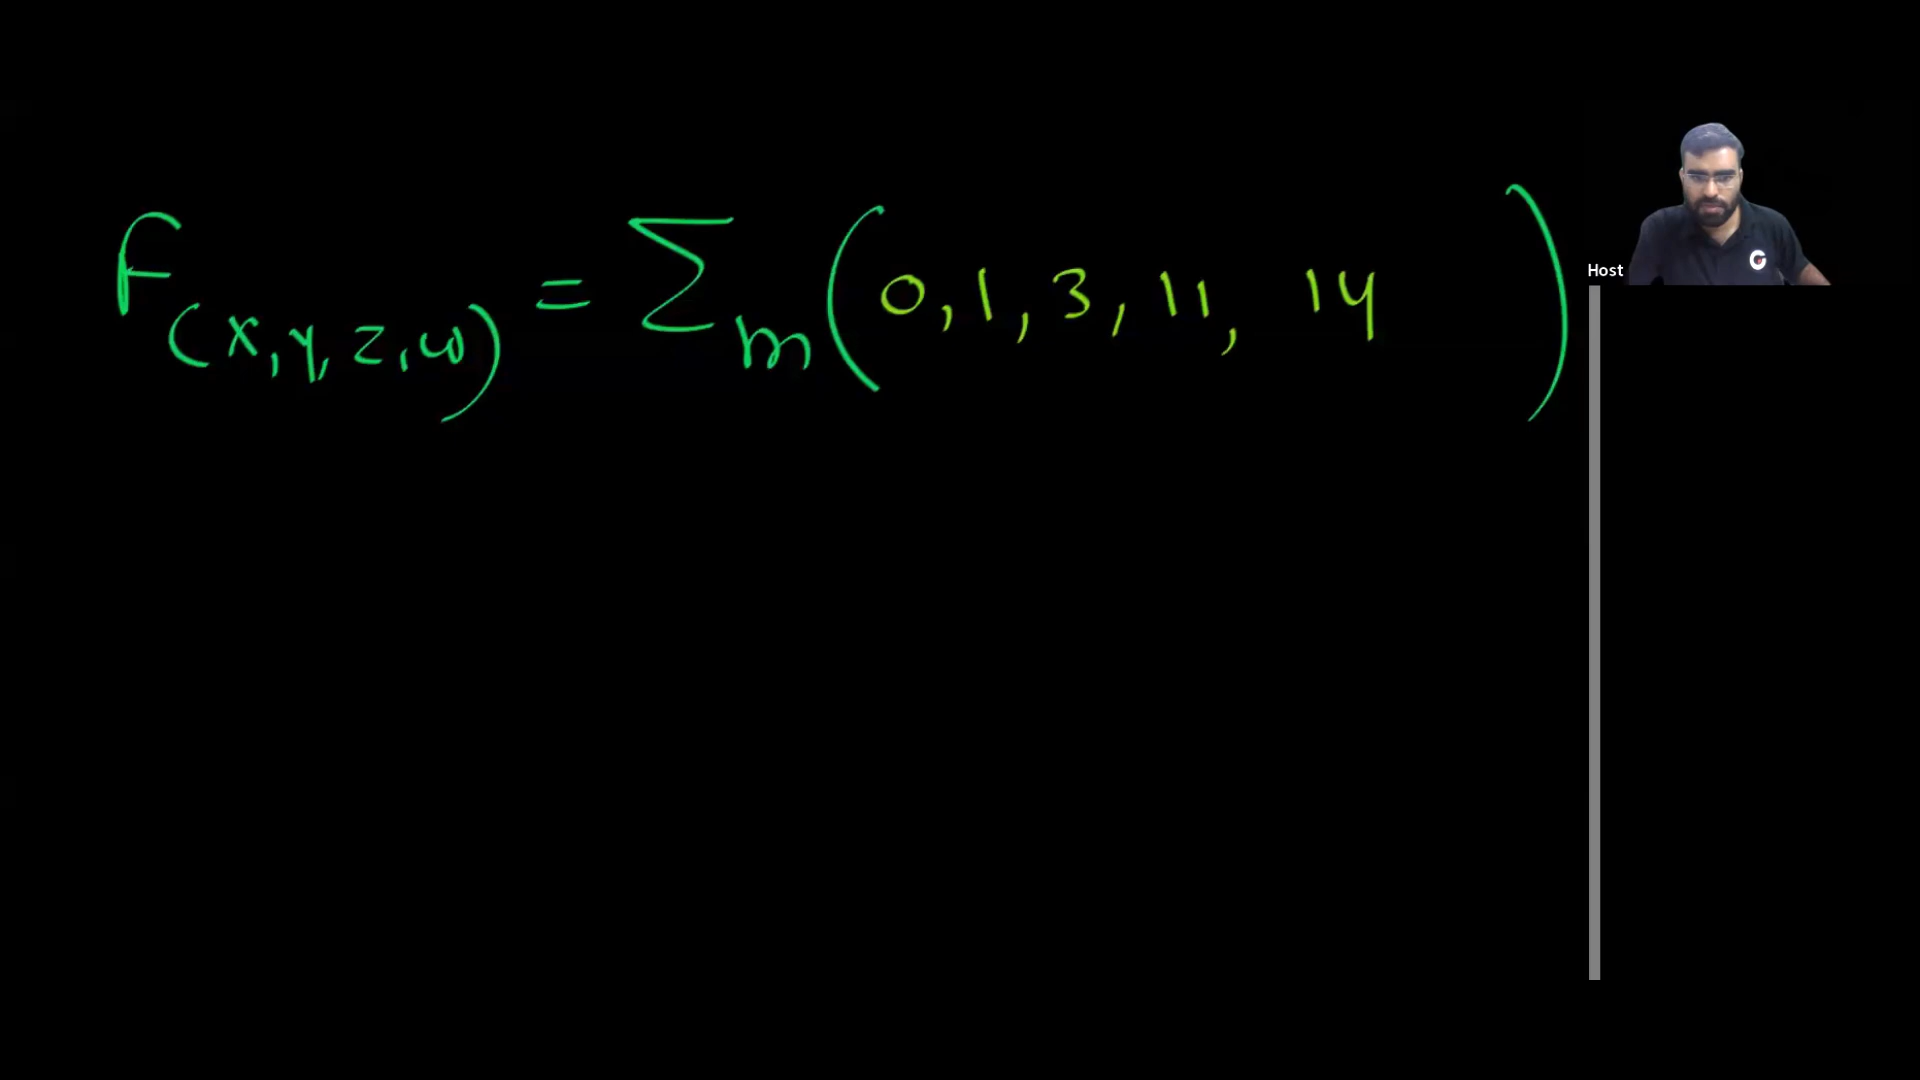 F(x,y,z,w) = Σm(0,1,3,11, 14 )
Host
G